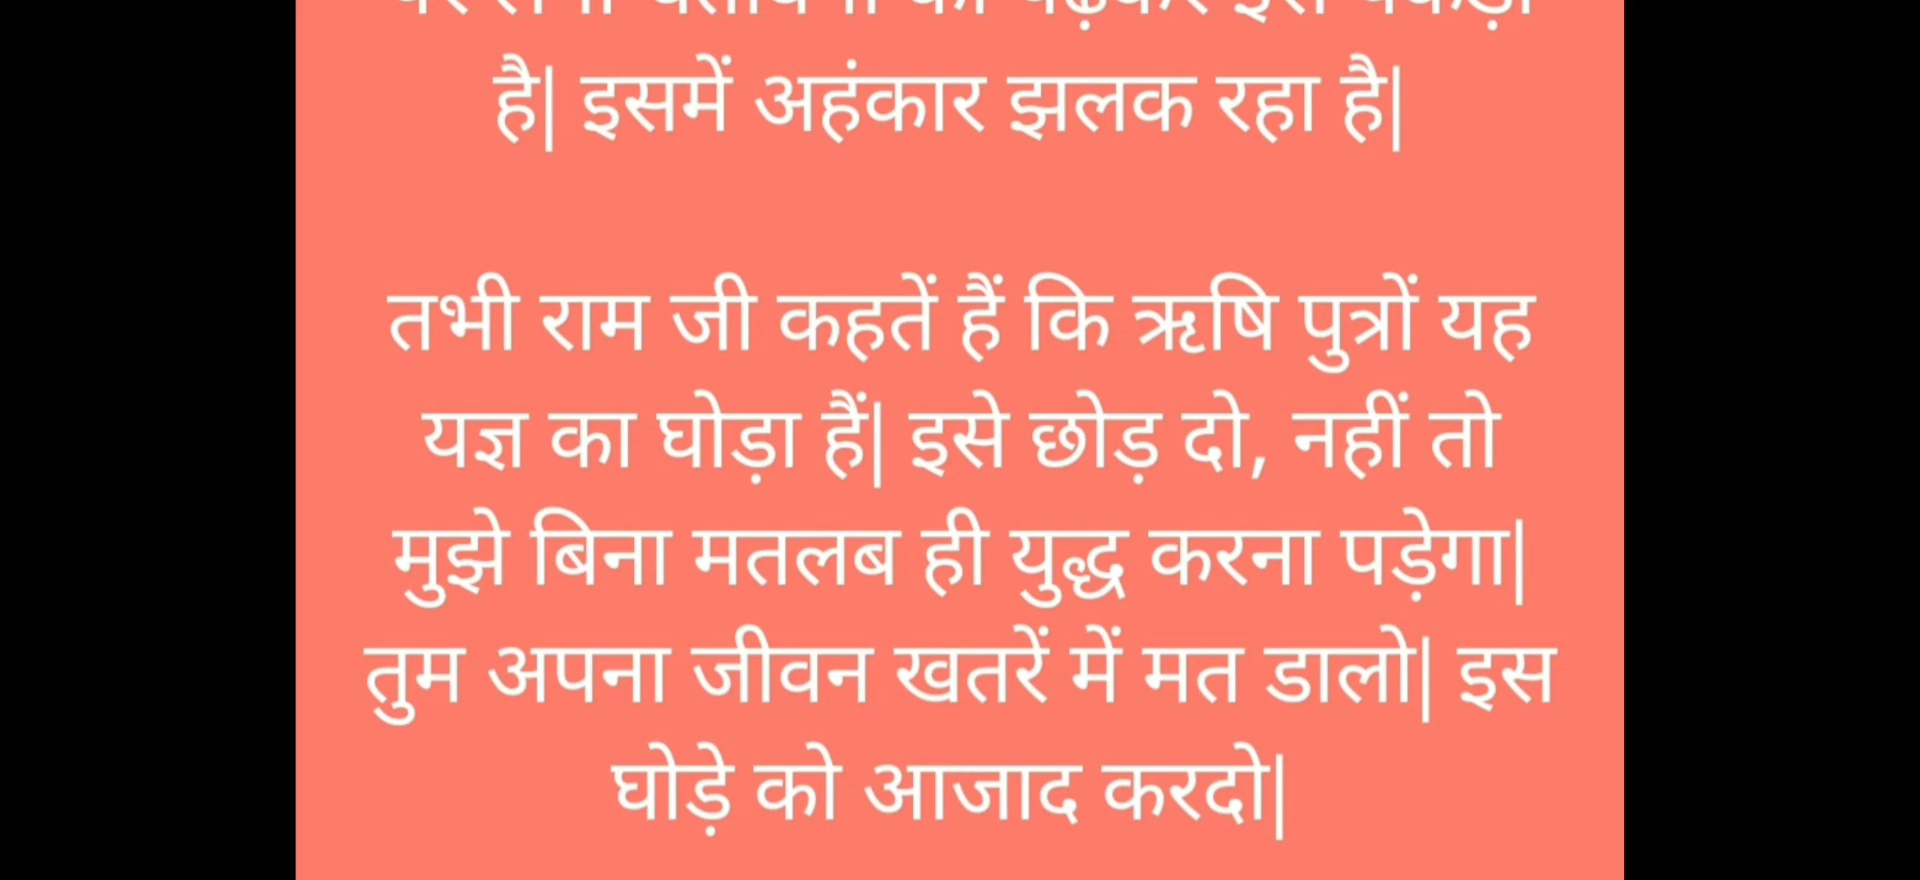 है| इसमें अहंकार झलक रहा है|
तभी राम जी कहतें हैं कि ऋषि पुत्रों यह
यज्ञ का घोड़ा हैं| इसे छोड़ दो, नहीं तो
मुझे बिना मतलब ही युद्ध करना पड़ेगा|
तुम अपना जीवन खतरें में मत डालो| इस
घोड़े को आजाद करदो|